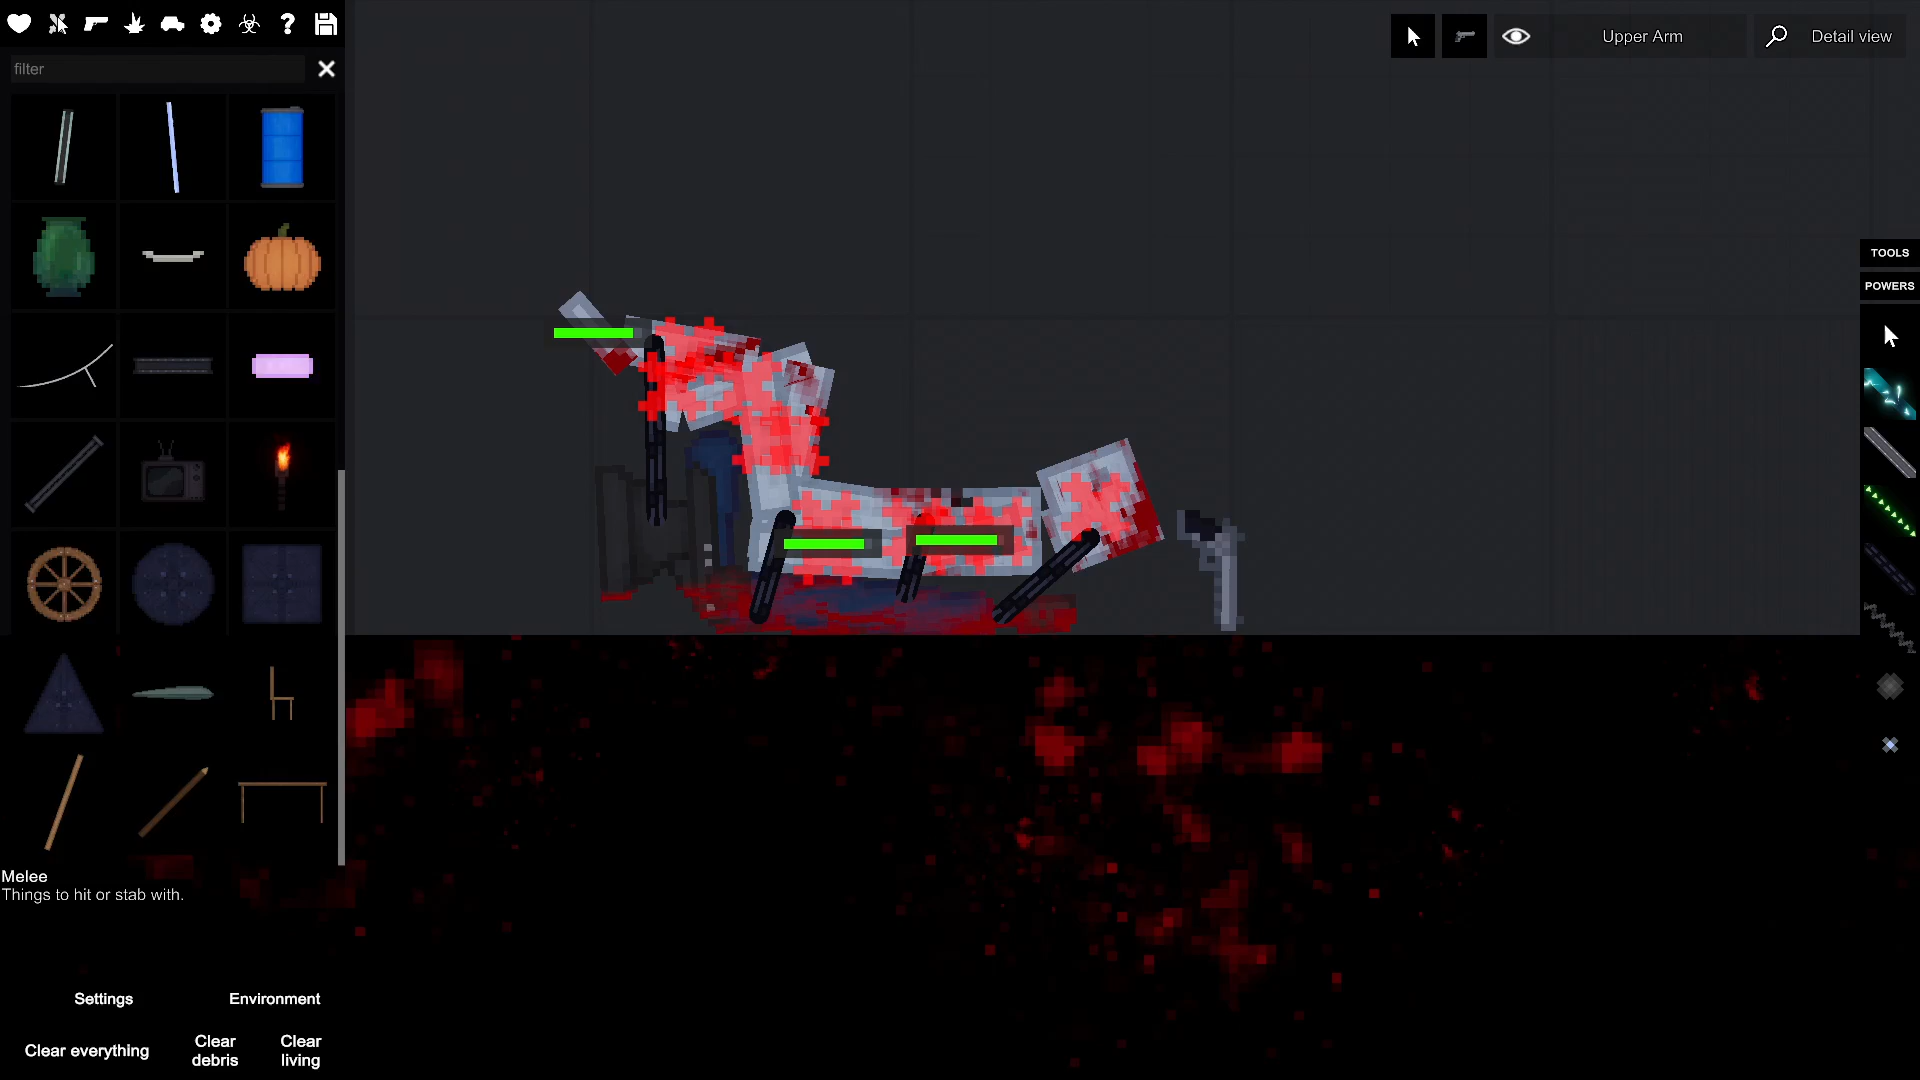 filter
Upper Arm
Detail view
TOOLS
POWERS
Melee
Things to hit or stab with.
Settings
Environment
Clear everything
Clear debris
Clear living